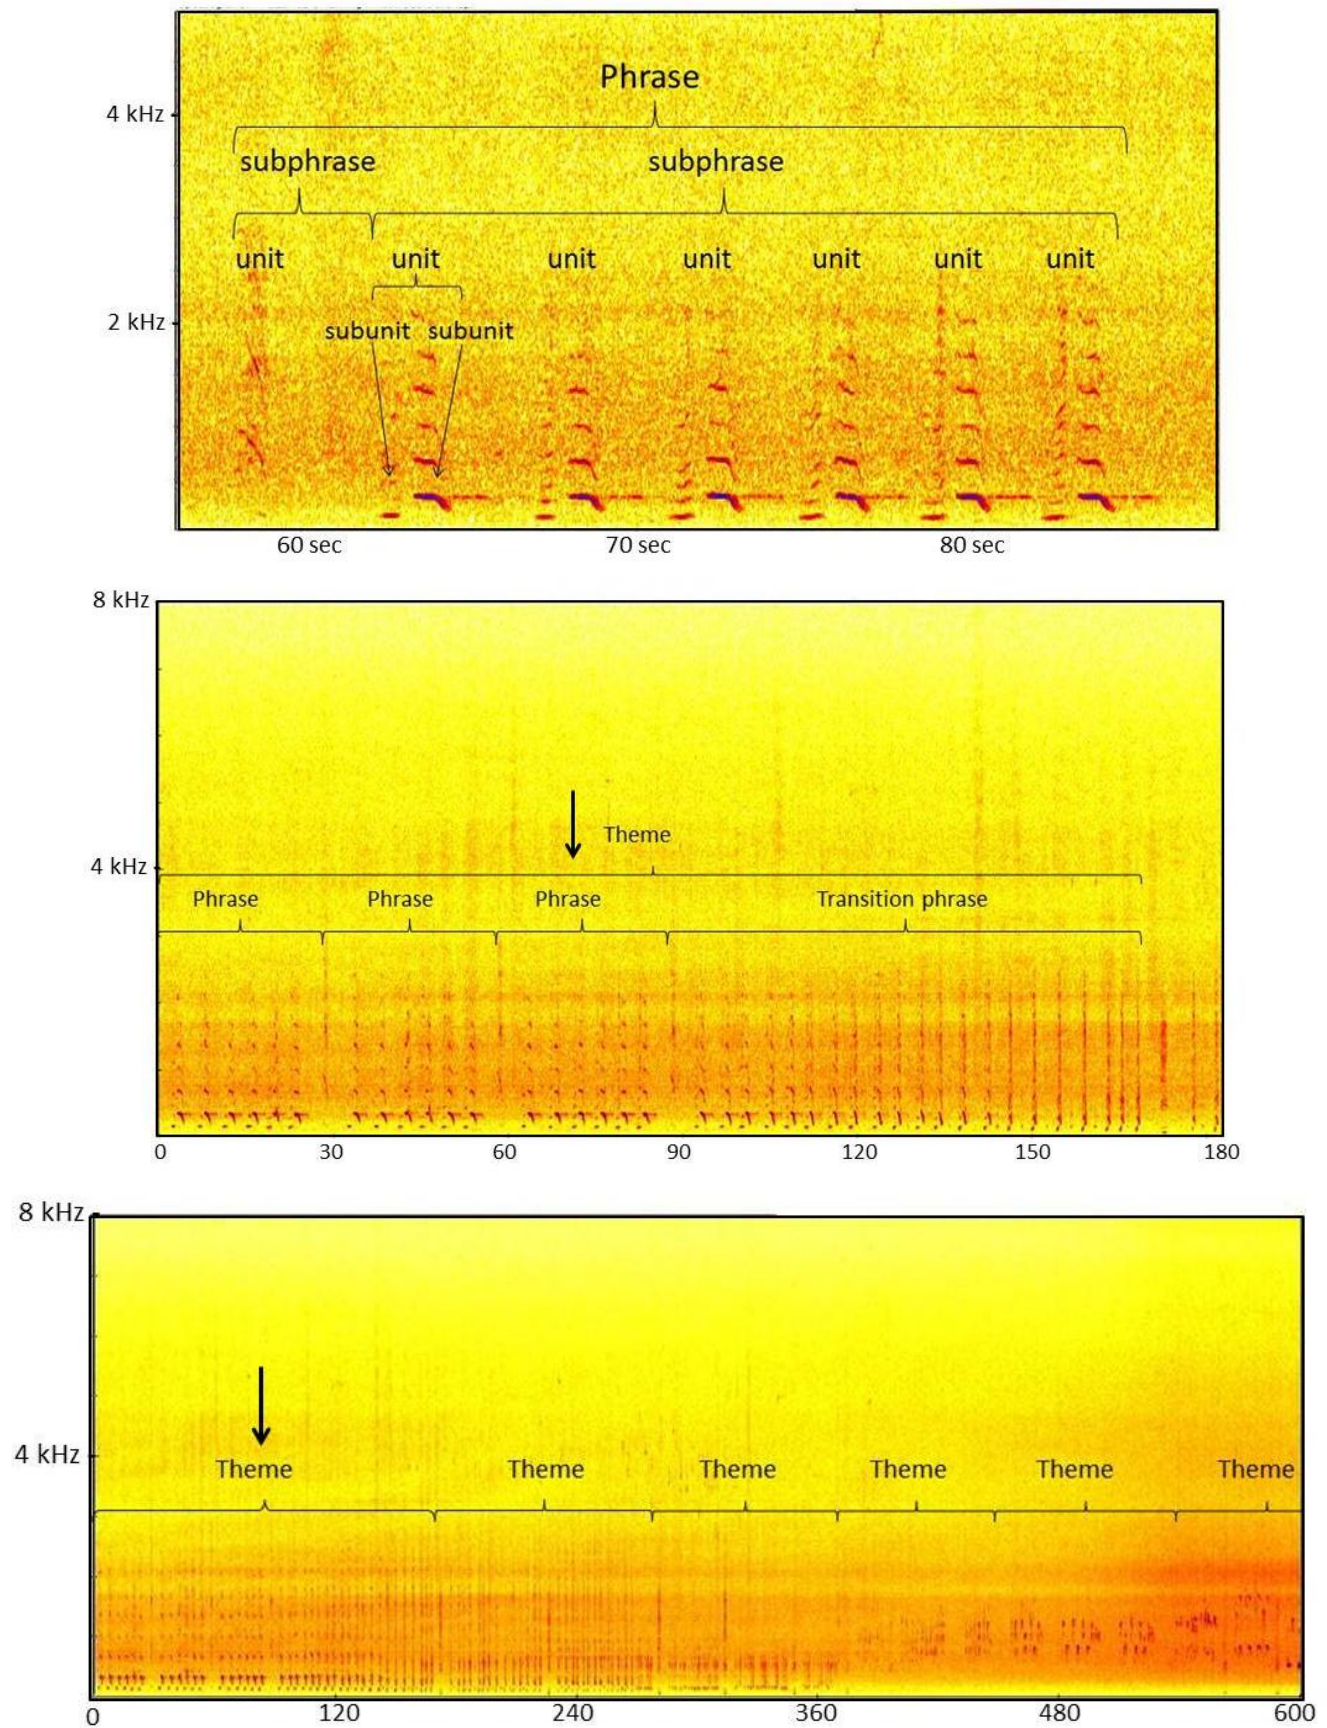 Phrase
4 kHz
subphrase subphrase
unit unit unit unit unit unit unit
2 kHz
subunit subunit
60 sec 70 sec 80 sec
8 kHz
Theme
4 kHz
Phrase Phrase Phrase Transition phrase
0 30 60 90 120 150 180
8 kHz
4 kHz
Theme Theme Theme Theme Theme Theme
0 120 240 360 480 600